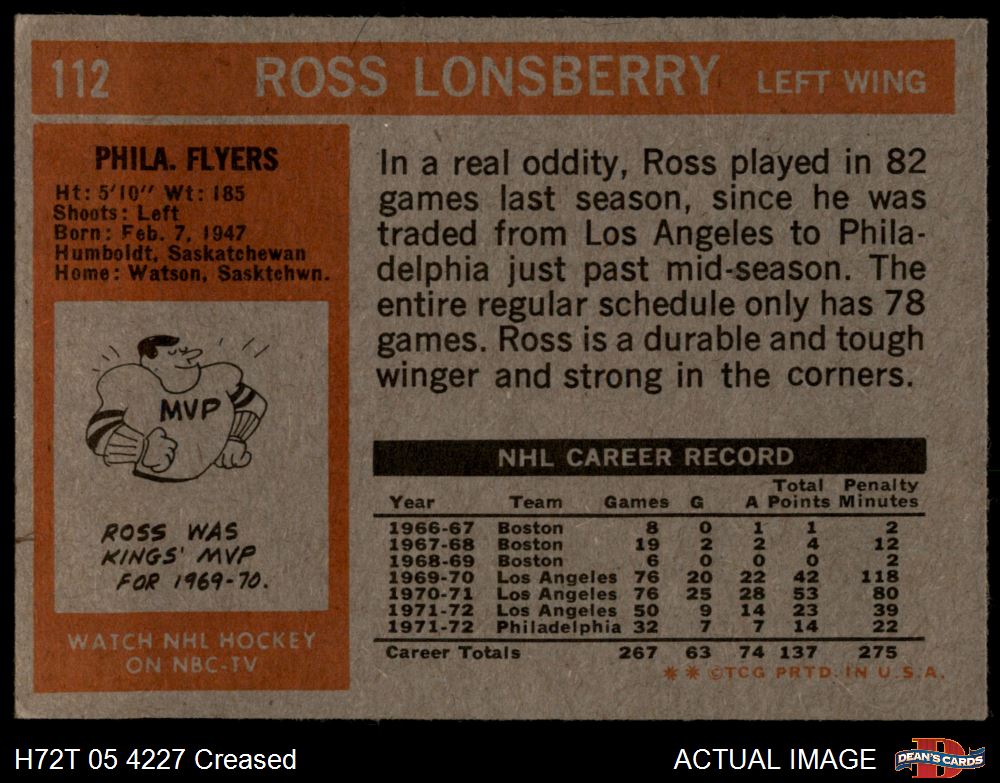 112 ROSS LONSBERRY LEFT WING
PHILA. FLYERS
Ht: 5'10" Wt: 185
Shoots: Left
Born: Feb. 7, 1947
Humboldt, Saskatchewan
Home: Watson, Sasktchwn.
MVP
ROSS WAS
KINGS' MVP
FOR 1969-70.
WATCH NHL HOCKEY
ON NBC-TV
In a real oddity, Ross played in 82
games last season, since he was
traded from Los Angeles to Phila-
delphia just past mid-season. The
entire regular schedule only has 78
games. Ross is a durable and tough
winger and strong in the corners.
NHL CAREER RECORD
Total Penalty
Year Team Games G A Points Minutes
1966-67 Boston 8 0 1 1 2
1967-68 Boston 19 2 2 4 12
1968-69 Boston 6 0 0 0 2
1969-70 Los Angeles 76 20 22 42 118
1970-71 Los Angeles 76 25 28 53 80
1971-72 Los Angeles 50 9 14 23 39
1971-72 Philadelphia 32 7 7 14 22
Career Totals 267 63 74 137 275
* * ©TCG PRTD. IN U.S.A.
H72T 05 4227 Creased
ACTUAL IMAGE
D
DEAN'S CARDS